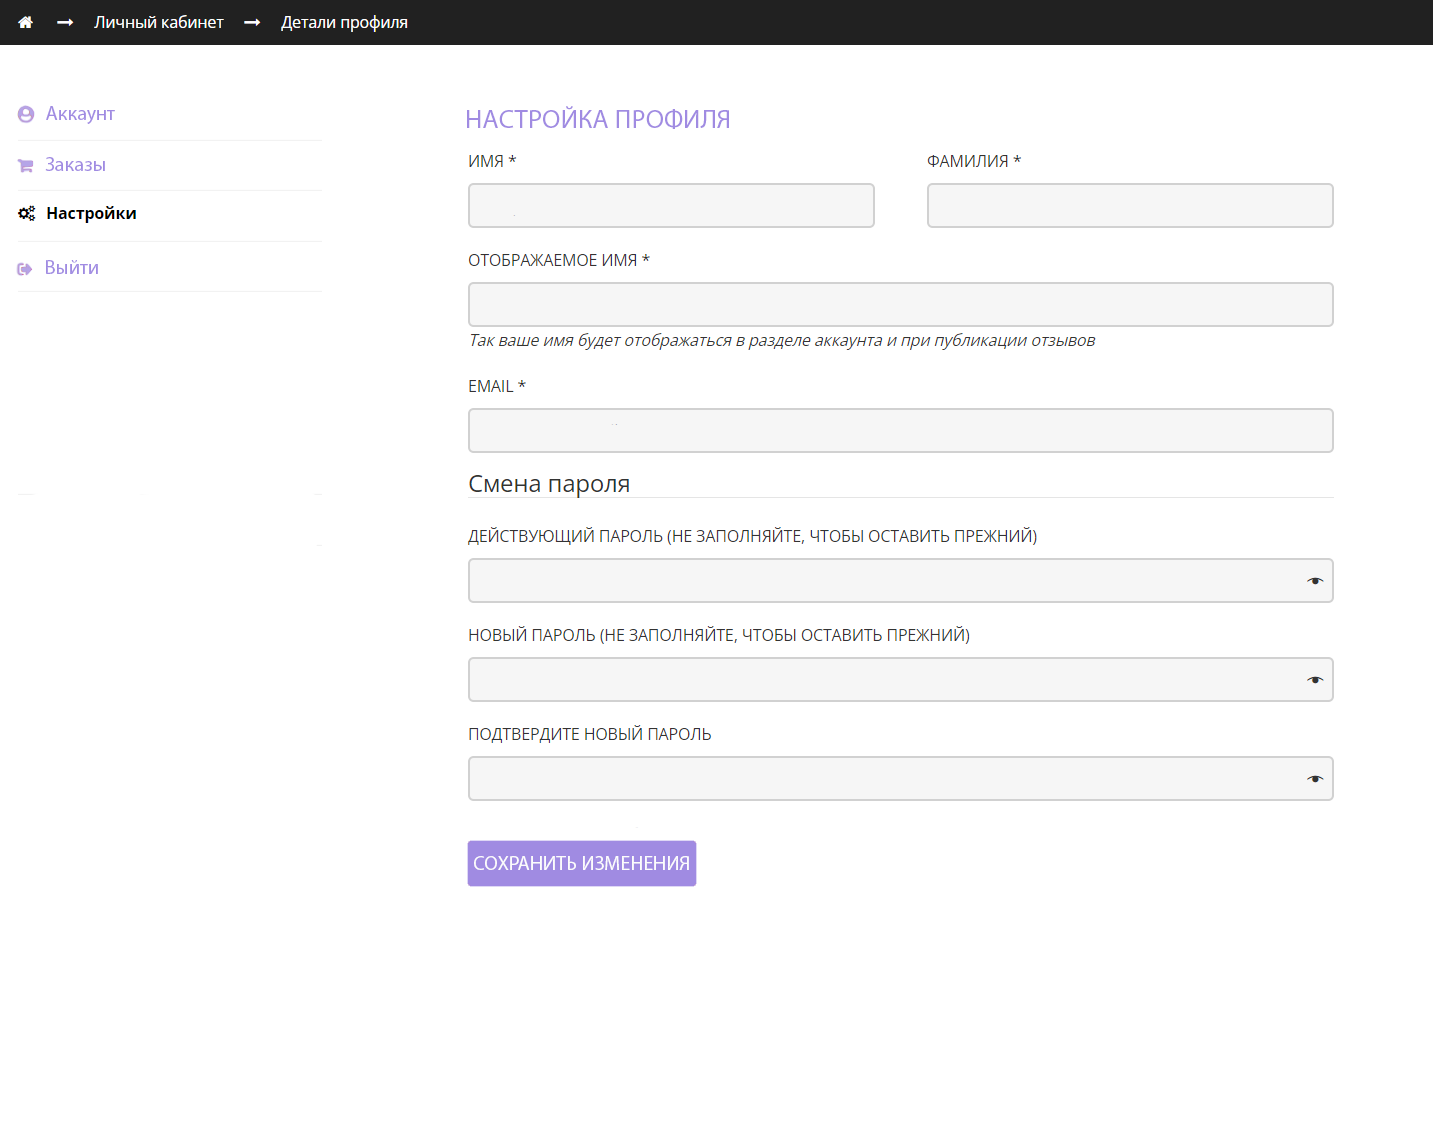 Личный кабинет Детали профиля
Аккаунт
Заказы
Настройки
Выйти
НАСТРОЙКА ПРОФИЛЯ
ИМЯ * ФАМИЛИЯ *
ОТОБРАЖАЕМОЕ ИМЯ *
Так ваше имя будет отображаться в разделе аккаунта и при публикации отзывов
EMAIL *
Смена пароля
ДЕЙСТВУЮЩИЙ ПАРОЛЬ (НЕ ЗАПОЛНЯЙТЕ, ЧТОБЫ ОСТАВИТЬ ПРЕЖНИЙ)
НОВЫЙ ПАРОЛЬ (НЕ ЗАПОЛНЯЙТЕ, ЧТОБЫ ОСТАВИТЬ ПРЕЖНИЙ)
ПОДТВЕРДИТЕ НОВЫЙ ПАРОЛЬ
СОХРАНИТЬ ИЗМЕНЕНИЯ